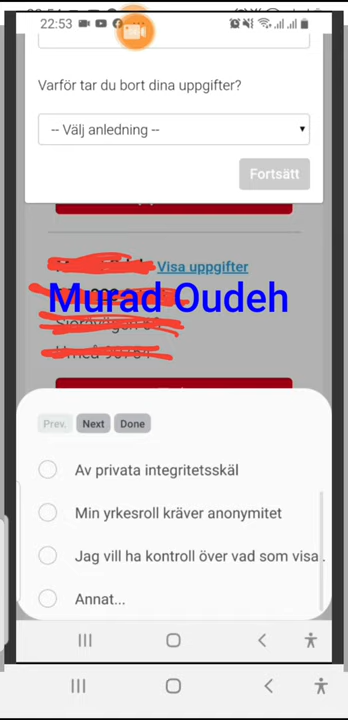 22:53
Varför tar du bort dina uppgifter?
-- Välj anledning --
Fortsätt
Visa uppgifter
Murad Oudeh
Prev. Next Done
Av privata integritetsskäl
Min yrkesroll kräver anonymitet
Jag vill ha kontroll över vad som visa.
Annat...